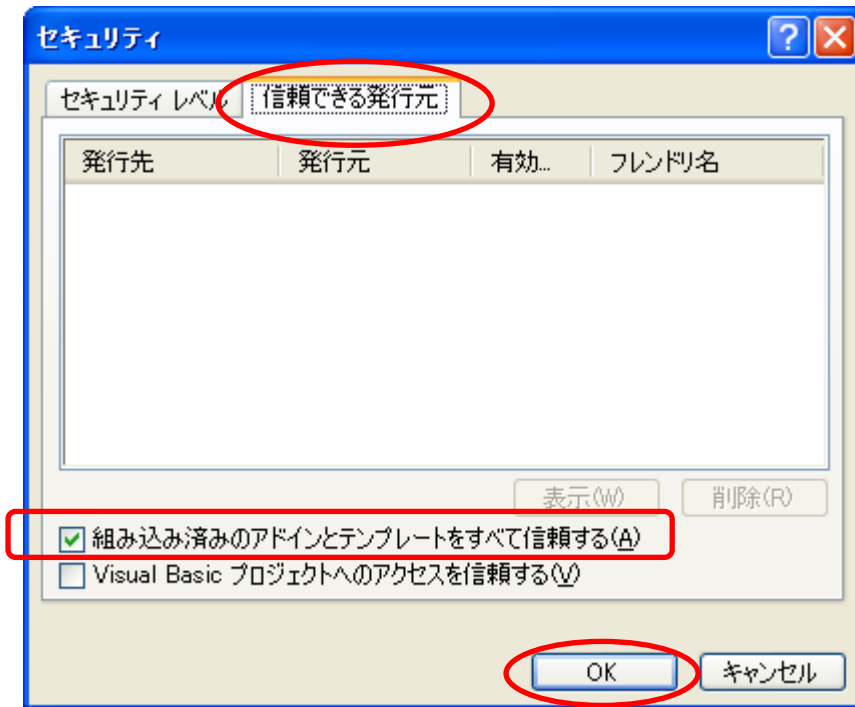 セキュリティ
セキュリティ レベル 信頼できる発行元
発行先 発行元 有効... フレンドリ名
表示(W) 削除(R)
組み込み済みのアドインとテンプレートをすべて信頼する(A)
Visual Basic プロジェクトへのアクセスを信頼する(V)
OK キャンセル